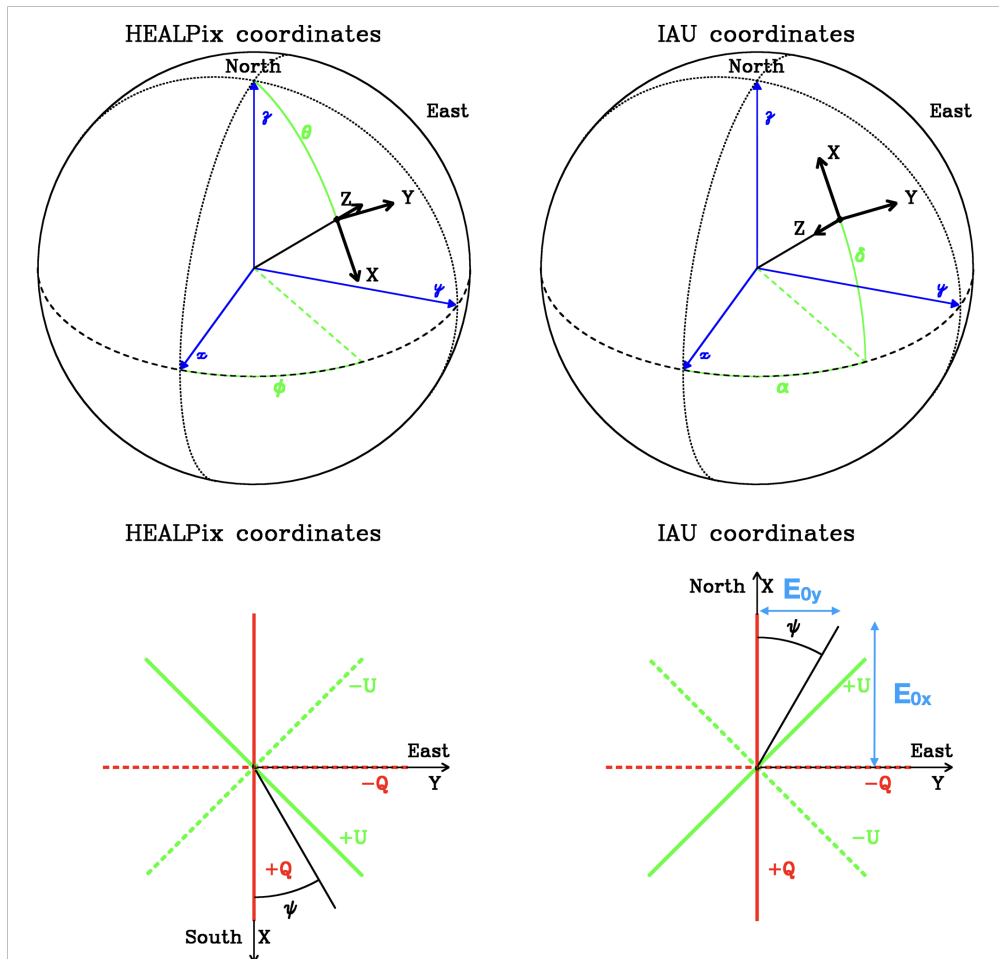 HEALPix coordinates
North
East
𝓏
θ
Z
Y
X
𝓎
𝓍
ϕ
IAU coordinates
North
East
𝓏
X
Y
Z
δ
𝓎
𝓍
α
HEALPix coordinates
−U
East
−Q
Y
+U
+Q
ψ
South
X
IAU coordinates
North
X
E₀y
ψ
+U
E₀x
East
−Q
Y
−U
+Q